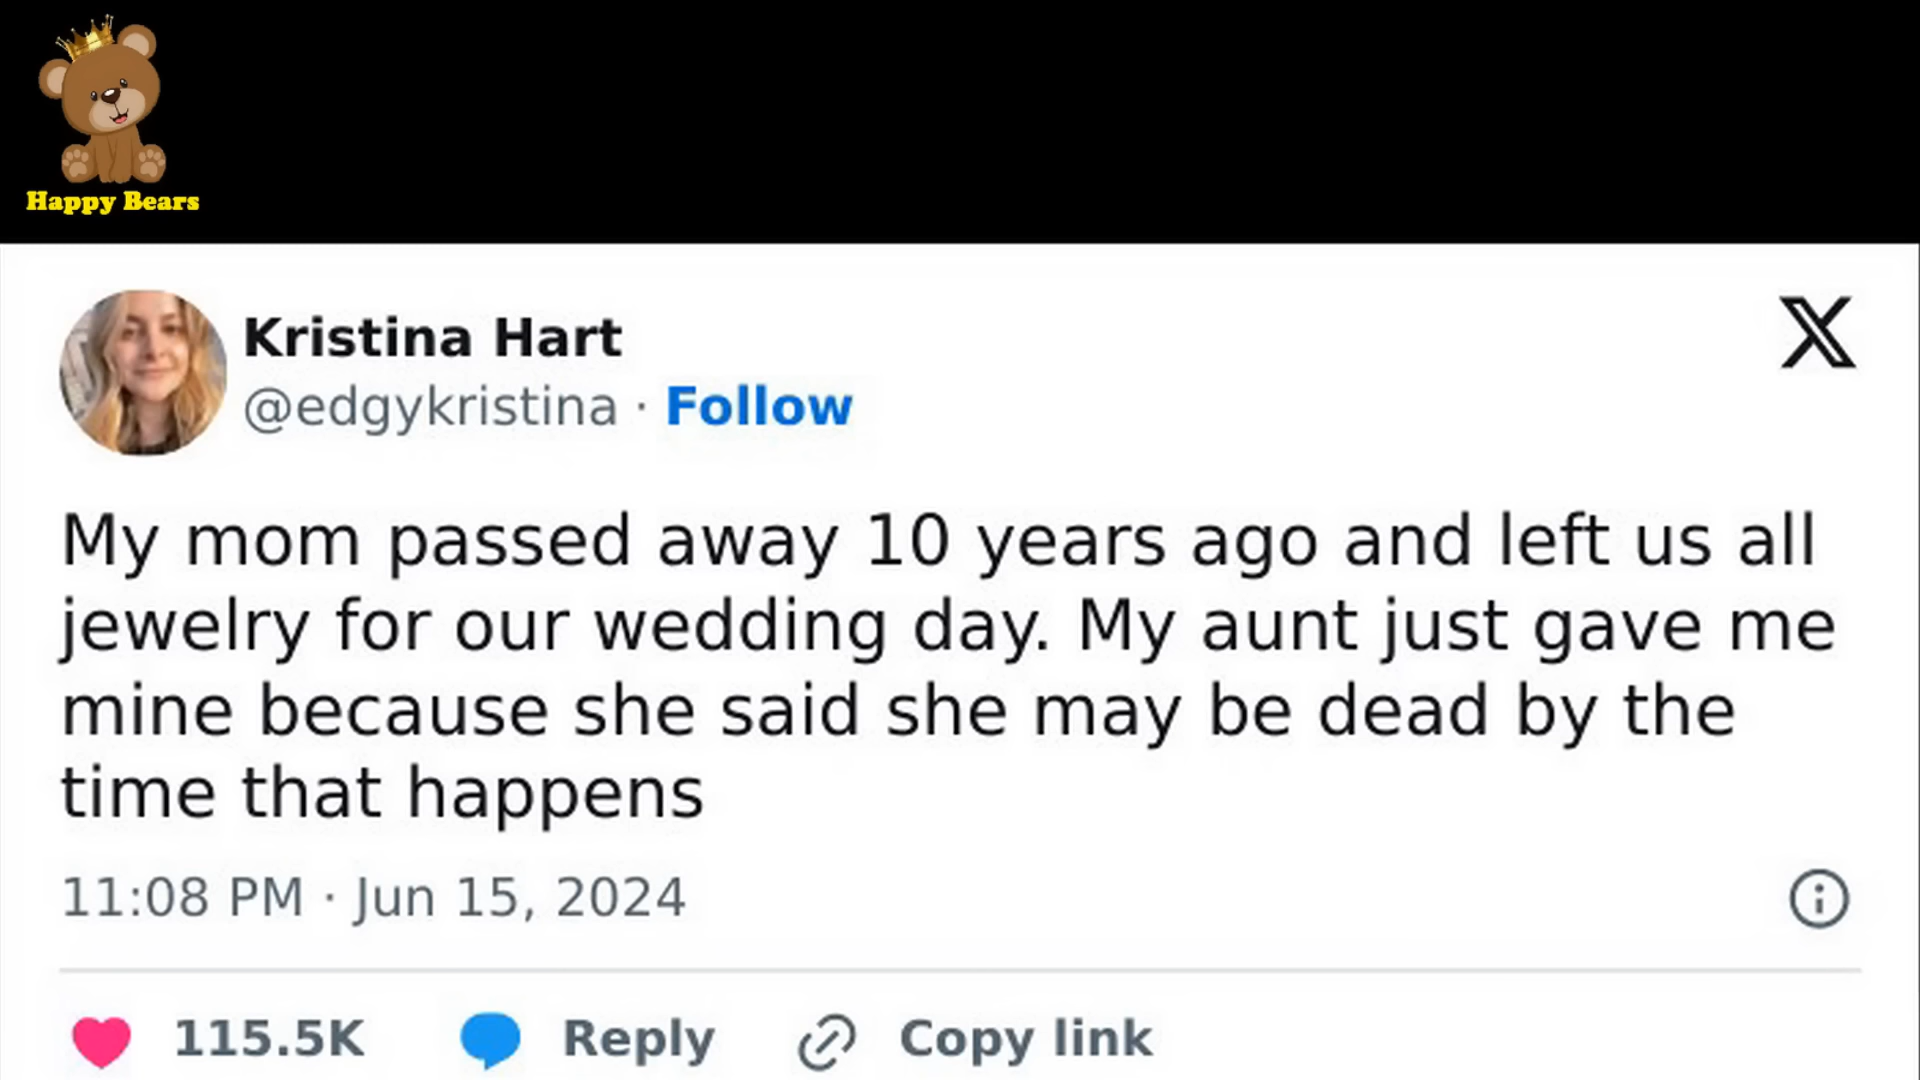 Happy Bears
Kristina Hart
@edgykristina · Follow
My mom passed away 10 years ago and left us all
jewelry for our wedding day. My aunt just gave me
mine because she said she may be dead by the
time that happens
11:08 PM · Jun 15, 2024
115.5K Reply Copy link